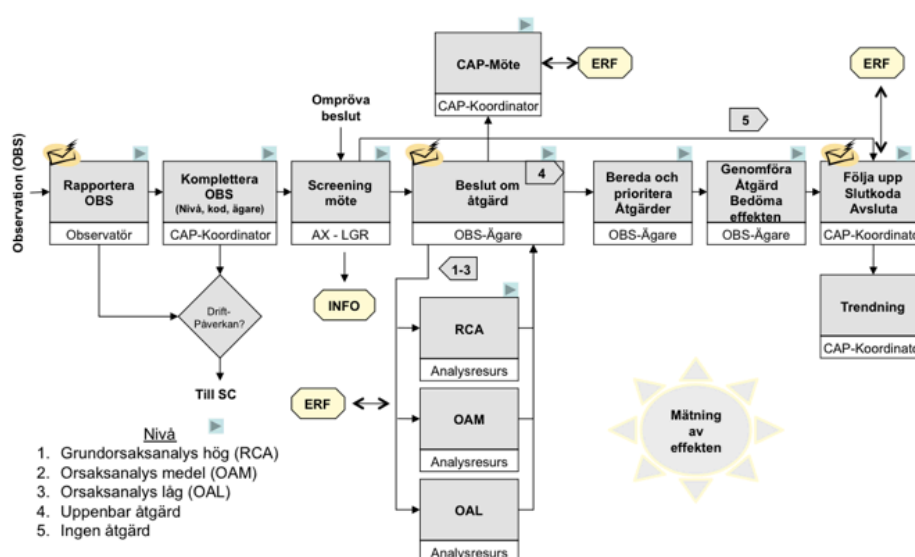 CAP-Möte
CAP-Koordinator
ERF
ERF
Ompröva
beslut
5
Observation (OBS)
Rapportera
OBS
Observatör
Komplettera
OBS
(Nivå, kod, ägare)
CAP-Koordinator
Screening
möte
AX - LGR
Beslut om
åtgärd
4
OBS-Ägare
Bereda och
prioritera
Åtgärder
OBS-Ägare
Genomföra
Åtgärd
Bedöma
effekten
OBS-Ägare
Följa upp
Slutkoda
Avsluta
CAP-Koordinato
1-3
Drift-
Påverkan?
Till SC
INFO
RCA
Analysresurs
Trendning
CAP-Koordinato
ERF
OAM
Analysresurs
OAL
Analysresurs
Mätning
av
effekten
Nivå
1. Grundorsaksanalys hög (RCA)
2. Orsaksanalys medel (OAM)
3. Orsaksanalys låg (OAL)
4. Uppenbar åtgärd
5. Ingen åtgärd